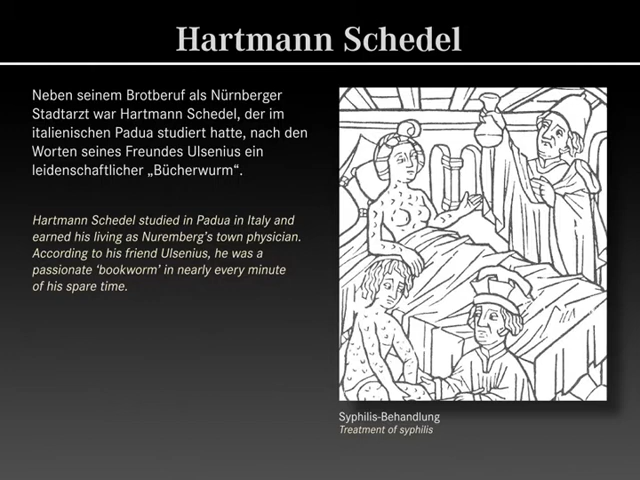 Hartmann Schedel
Neben seinem Brotberuf als Nürnberger
Stadtarzt war Hartmann Schedel, der im
italienischen Padua studiert hatte, nach den
Worten seines Freundes Ulsenius ein
leidenschaftlicher „Bücherwurm“.
Hartmann Schedel studied in Padua in Italy and
earned his living as Nuremberg’s town physician.
According to his friend Ulsenius, he was a
passionate ‘bookworm’ in nearly every minute
of his spare time.
Syphilis-Behandlung
Treatment of syphilis